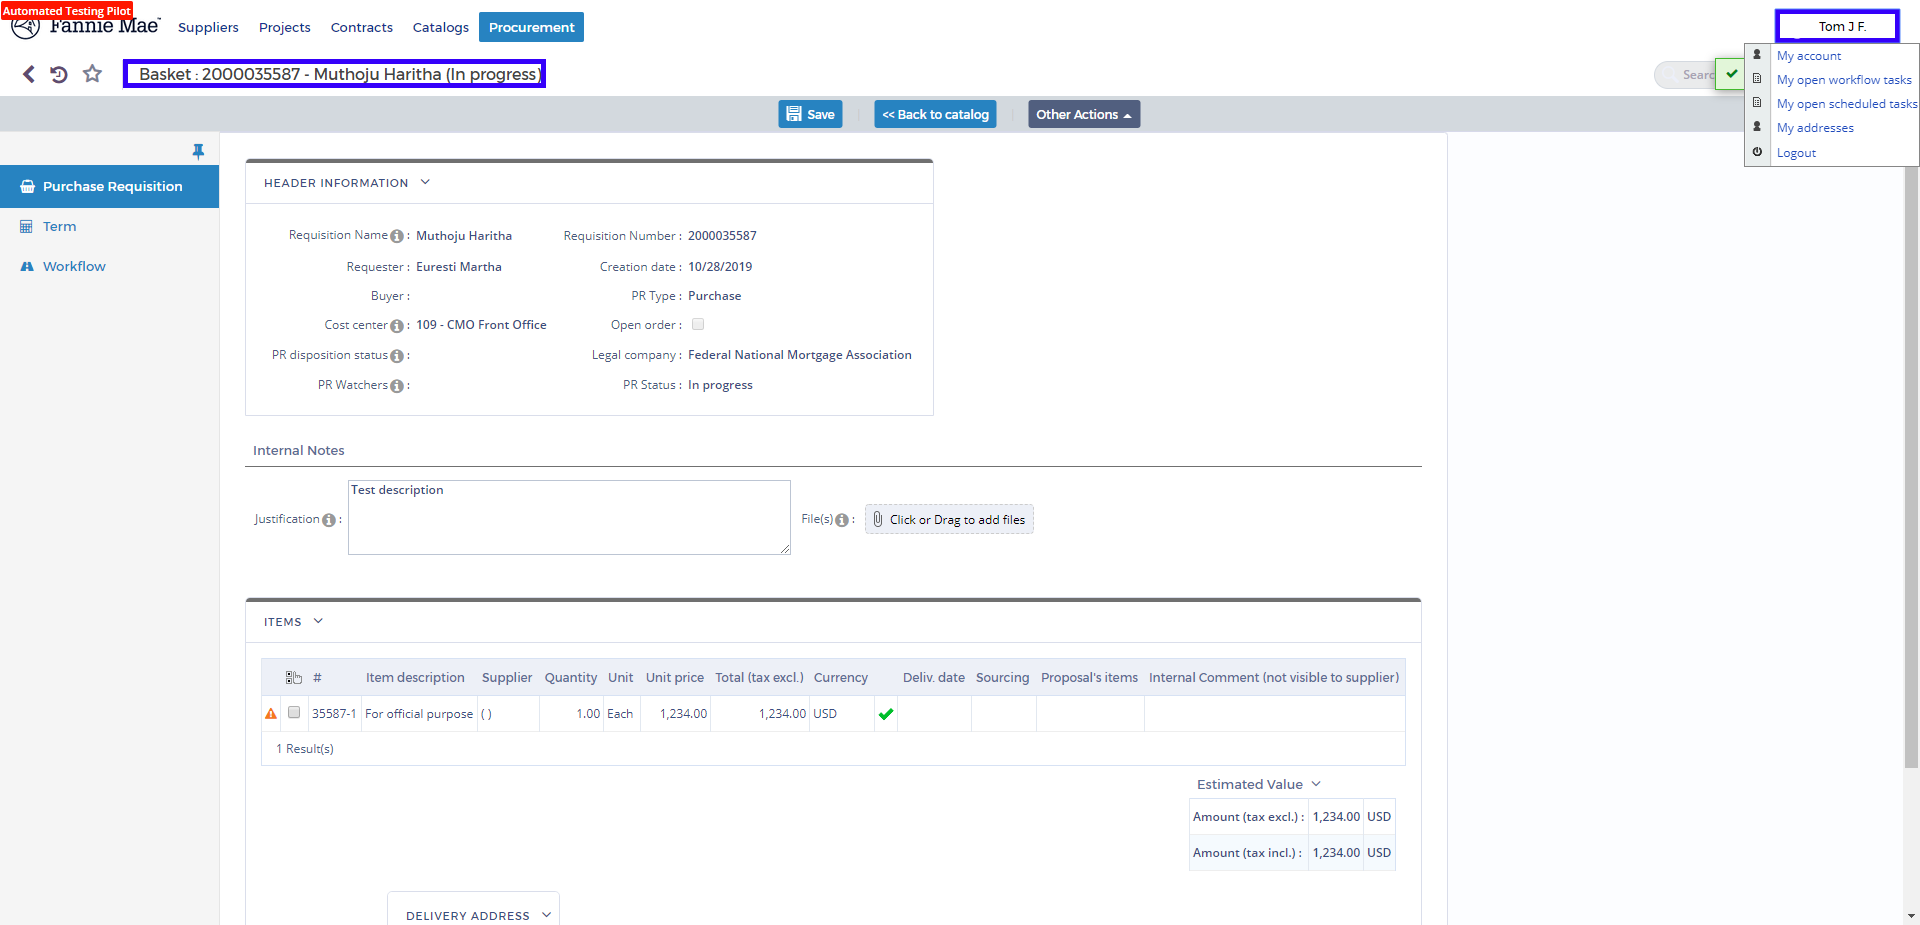 Automated Testing Pilot
Fannie Mae™ Suppliers Projects Contracts Catalogs Procurement Tom J F.
My account
My open workflow tasks
My open scheduled tasks
My addresses
Logout
Basket : 2000035587 - Muthoju Haritha (In progress)
Save << Back to catalog Other Actions
Purchase Requisition
Term
Workflow
HEADER INFORMATION
Requisition Name : Muthoju Haritha Requisition Number : 2000035587
Requester : Euresti Martha Creation date : 10/28/2019
Buyer : PR Type : Purchase
Cost center : 109 - CMO Front Office Open order :
PR disposition status : Legal company : Federal National Mortgage Association
PR Watchers : PR Status : In progress
Internal Notes
Justification : Test description
File(s) : Click or Drag to add files
ITEMS
# Item description Supplier Quantity Unit Unit price Total (tax excl.) Currency Deliv. date Sourcing Proposal's items Internal Comment (not visible to supplier)
35587-1 For official purpose ( ) 1.00 Each 1,234.00 1,234.00 USD
1 Result(s)
Estimated Value
Amount (tax excl.) : 1,234.00 USD
Amount (tax incl.) : 1,234.00 USD
DELIVERY ADDRESS